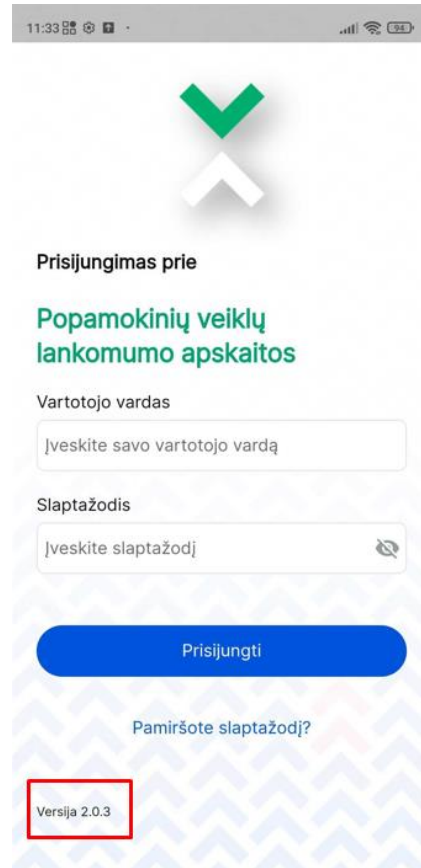 11:33
94
Prisijungimas prie
Popamokinių veiklų
lankomumo apskaitos
Vartotojo vardas
Įveskite savo vartotojo vardą
Slaptažodis
Įveskite slaptažodį
Prisijungti
Pamiršote slaptažodį?
Versija 2.0.3